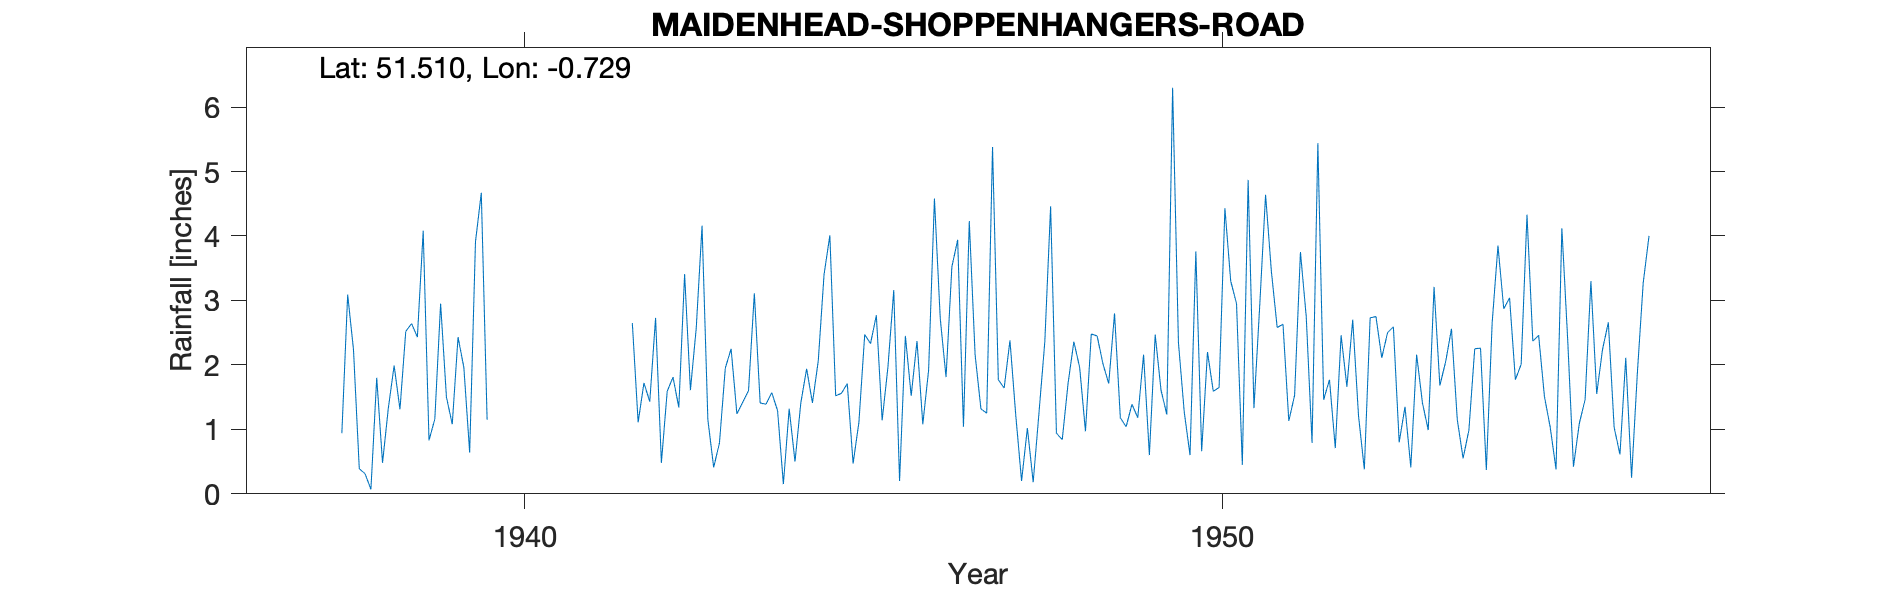 MAIDENHEAD-SHOPPENHANGERS-ROAD
Lat: 51.510, Lon: -0.729
6
5
4
3
2
1
0
Rainfall [inches]
1940
1950
Year